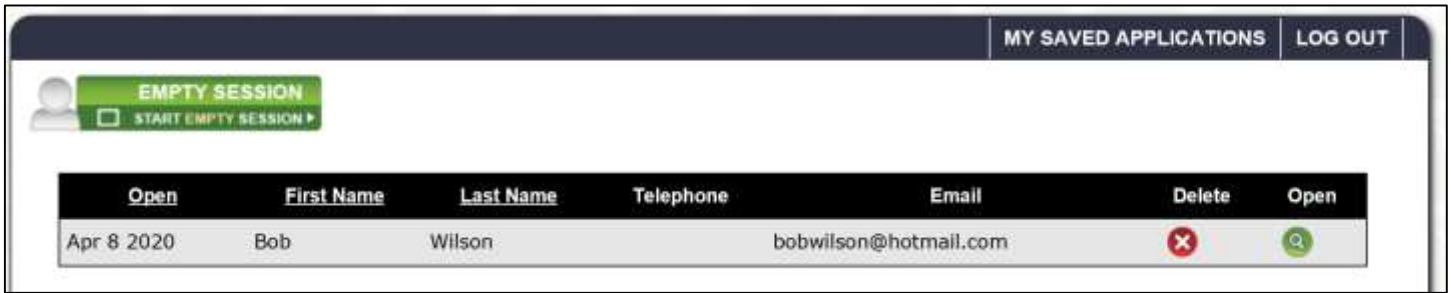 MY SAVED APPLICATIONS LOG OUT
EMPTY SESSION
START EMPTY SESSION
Open First Name Last Name Telephone Email Delete Open
Apr 8 2020 Bob Wilson bobwilson@hotmail.com